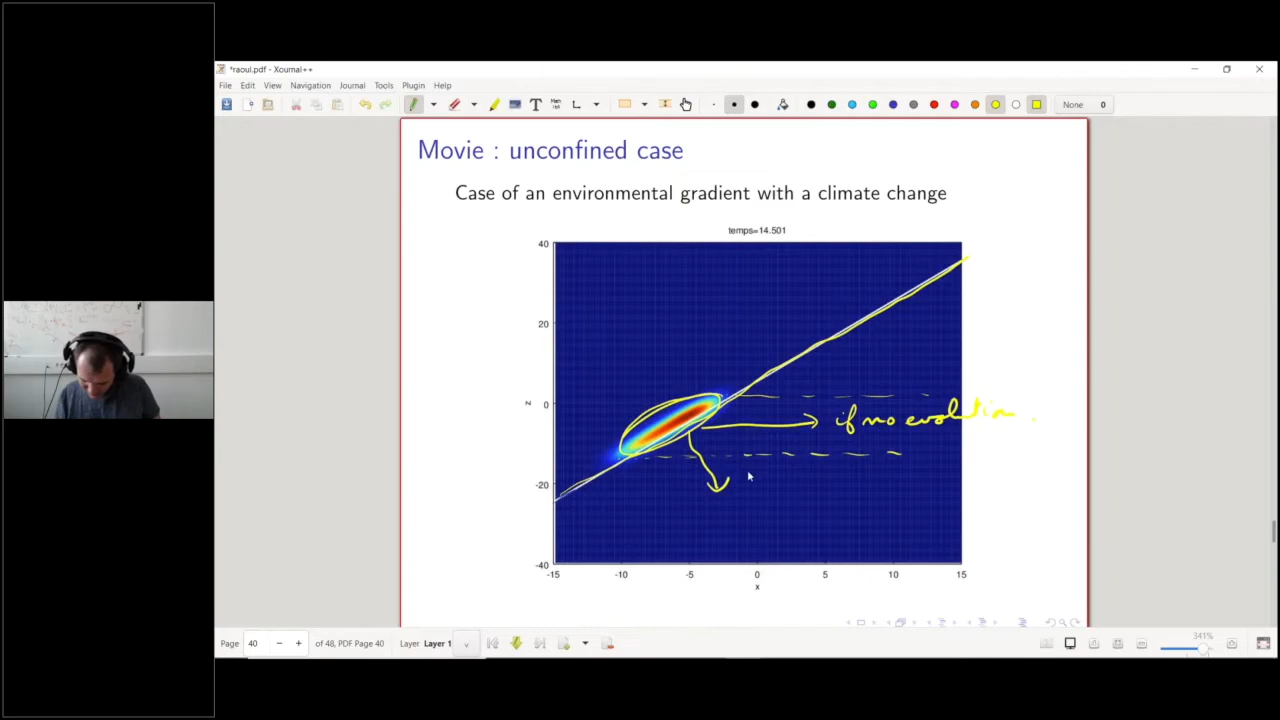 *raoul.pdf - Xournal++
File Edit View Navigation Journal Tools Plugin Help
None 0
Movie : unconfined case
Case of an environmental gradient with a climate change
temps=14.501
40
20
0
-20
-40
z
if no evolution.
-15 -10 -5 0 5 10 15
x
Page 40 of 48, PDF Page 40 Layer Layer 1 341%